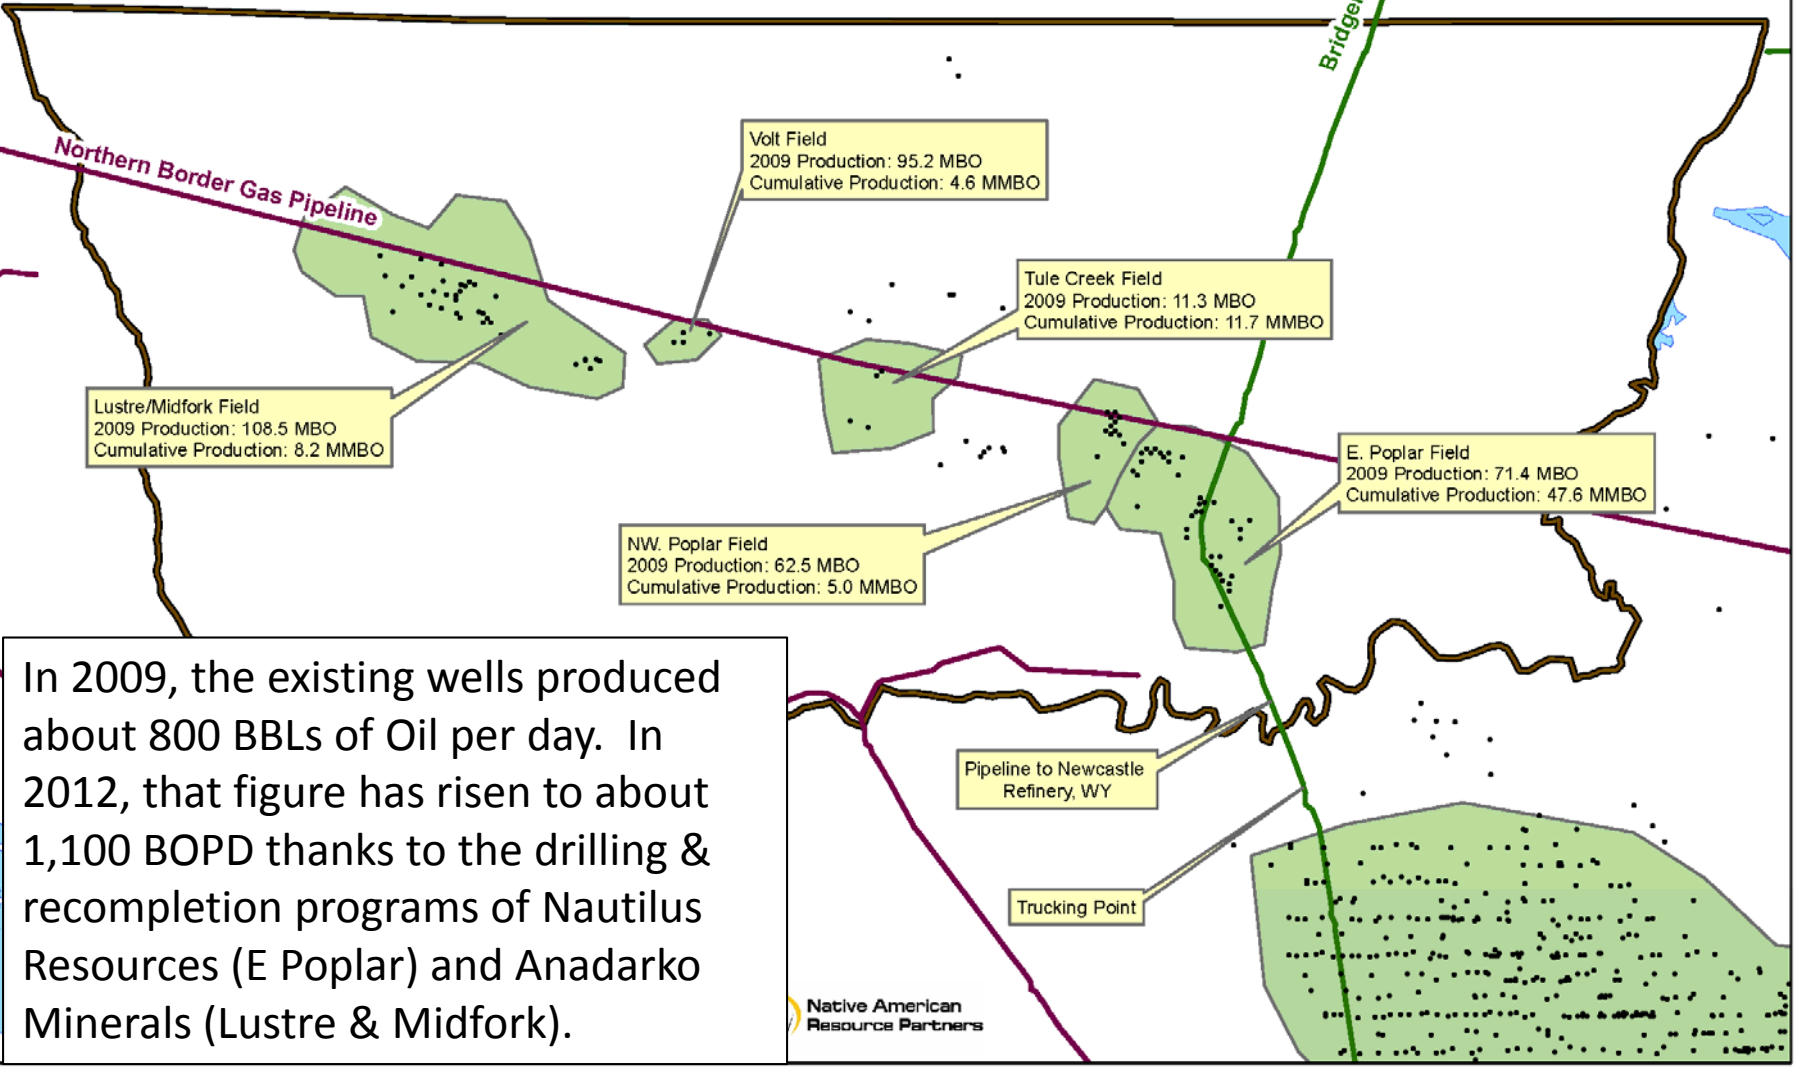 Bridger
Northern Border Gas Pipeline
Volt Field
2009 Production: 95.2 MBO
Cumulative Production: 4.6 MMBO
Tule Creek Field
2009 Production: 11.3 MBO
Cumulative Production: 11.7 MMBO
Lustre/Midfork Field
2009 Production: 108.5 MBO
Cumulative Production: 8.2 MMBO
E. Poplar Field
2009 Production: 71.4 MBO
Cumulative Production: 47.6 MMBO
NW. Poplar Field
2009 Production: 62.5 MBO
Cumulative Production: 5.0 MMBO
In 2009, the existing wells produced
about 800 BBLs of Oil per day. In
2012, that figure has risen to about
1,100 BOPD thanks to the drilling &
recompletion programs of Nautilus
Resources (E Poplar) and Anadarko
Minerals (Lustre & Midfork).
Pipeline to Newcastle
Refinery, WY
Trucking Point
Native American
Resource Partners